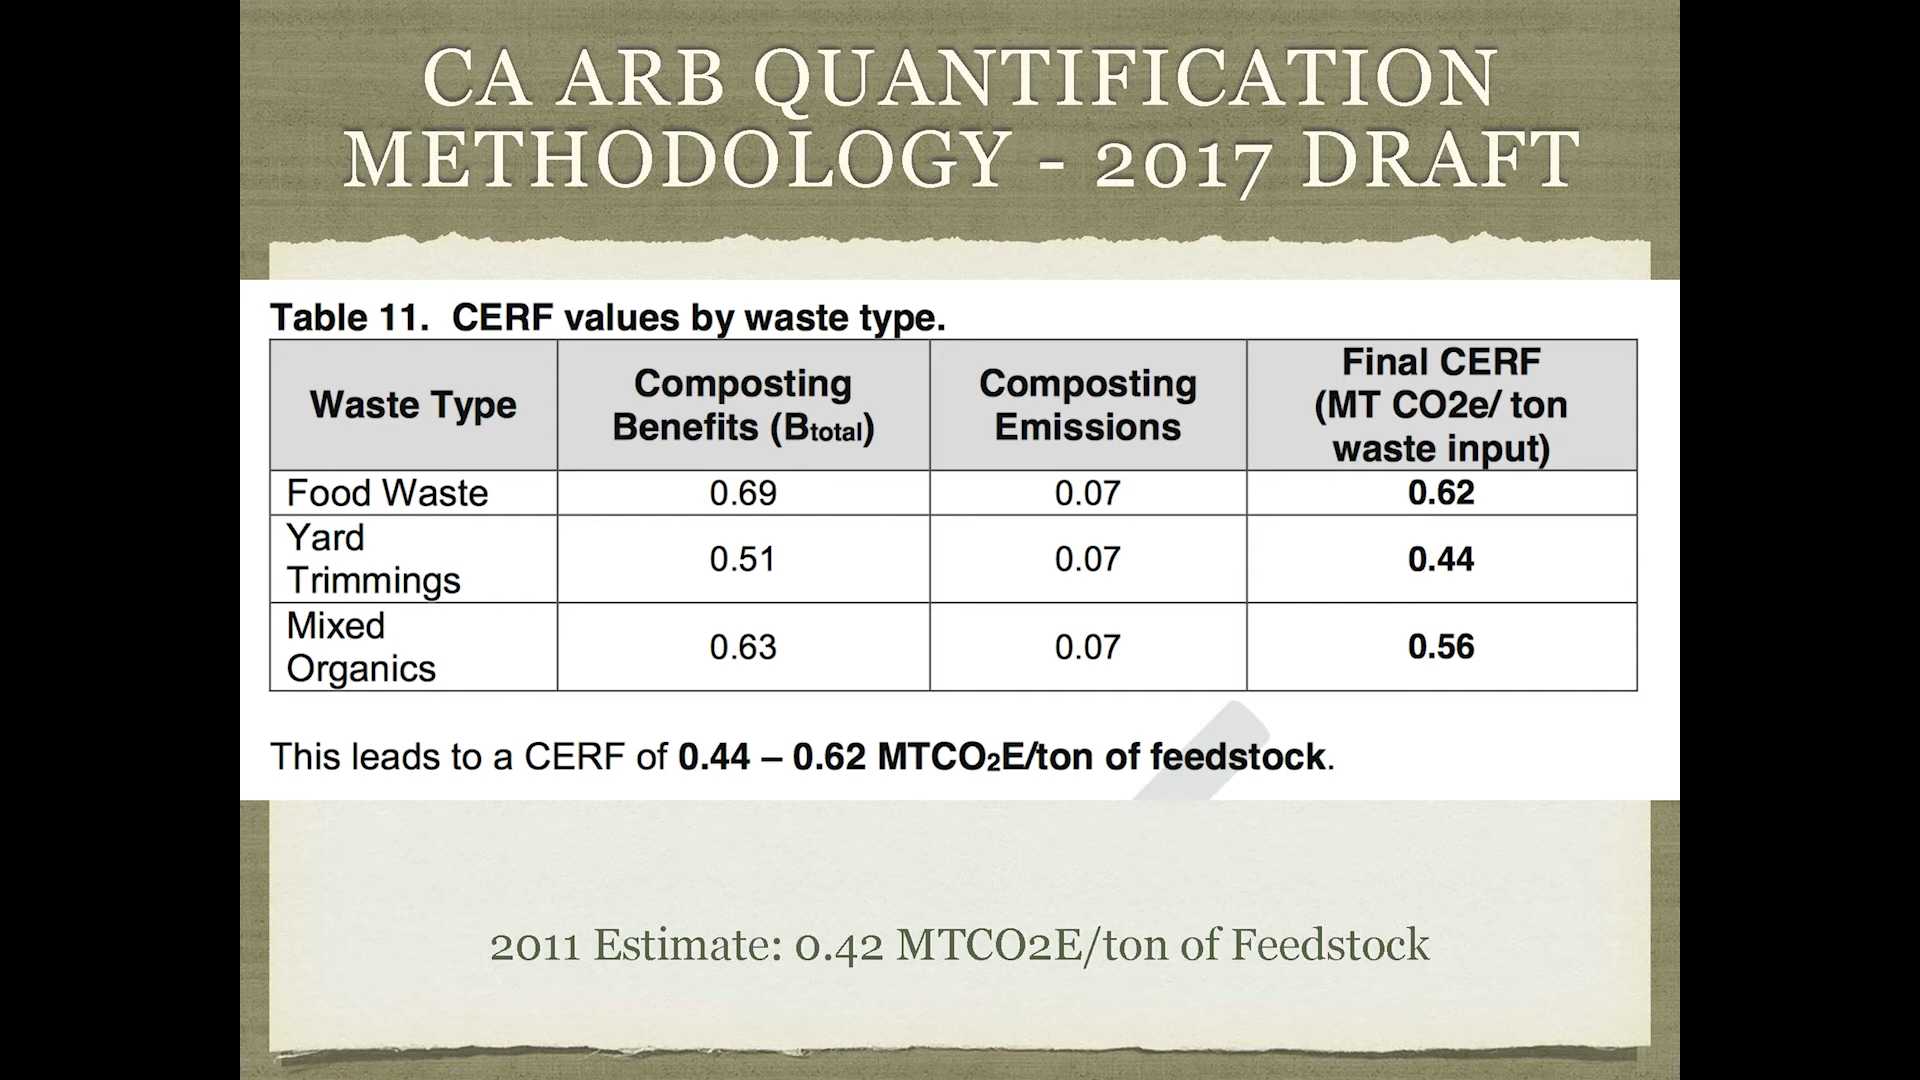 CA ARB QUANTIFICATION
METHODOLOGY - 2017 DRAFT
Table 11. CERF values by waste type.
Waste Type
Composting
Benefits (Btotal)
Composting
Emissions
Final CERF
(MT CO2e/ ton
waste input)
Food Waste 0.69 0.07 0.62
Yard
Trimmings
0.51 0.07 0.44
Mixed
Organics
0.63 0.07 0.56
This leads to a CERF of 0.44 – 0.62 MTCO₂E/ton of feedstock.
2011 Estimate: 0.42 MTCO2E/ton of Feedstock